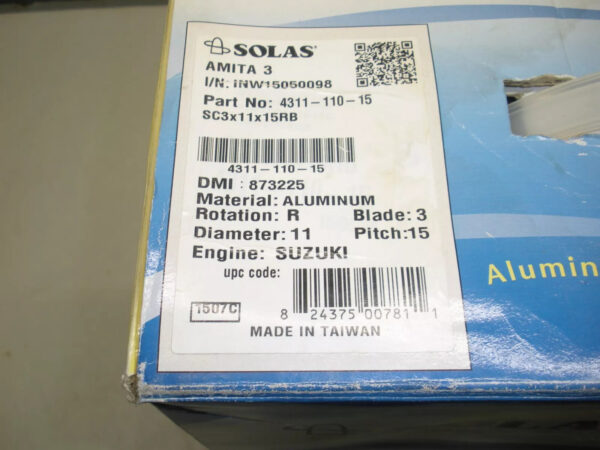 SOLAS
AMITA 3
I/N: INW15050098
Part No: 4311-110-15
SC3x11x15RB
4311-110-15
DMI : 873225
Material: ALUMINUM
Rotation: R Blade: 3
Diameter: 11 Pitch:15
Engine: SUZUKI
upc code:
8 24375 00781 1
1507C
MADE IN TAIWAN
Alumin